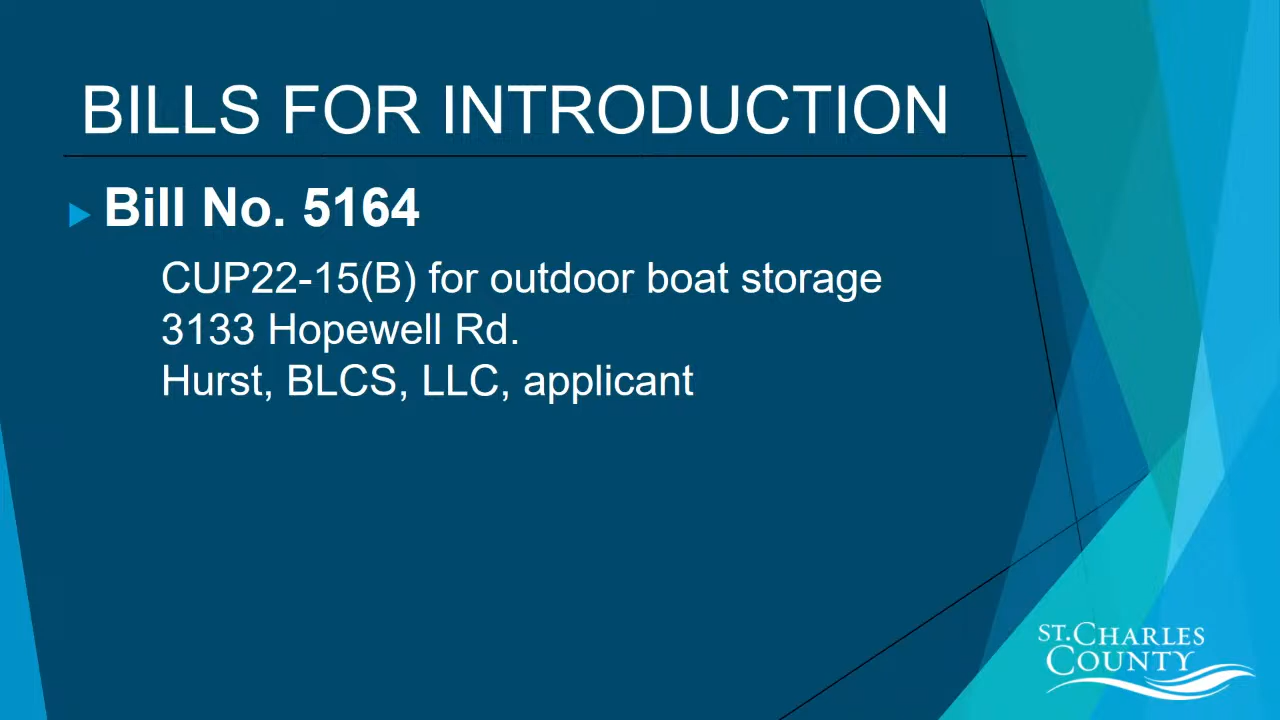 BILLS FOR INTRODUCTION
Bill No. 5164
CUP22-15(B) for outdoor boat storage
3133 Hopewell Rd.
Hurst, BLCS, LLC, applicant
ST. CHARLES
COUNTY